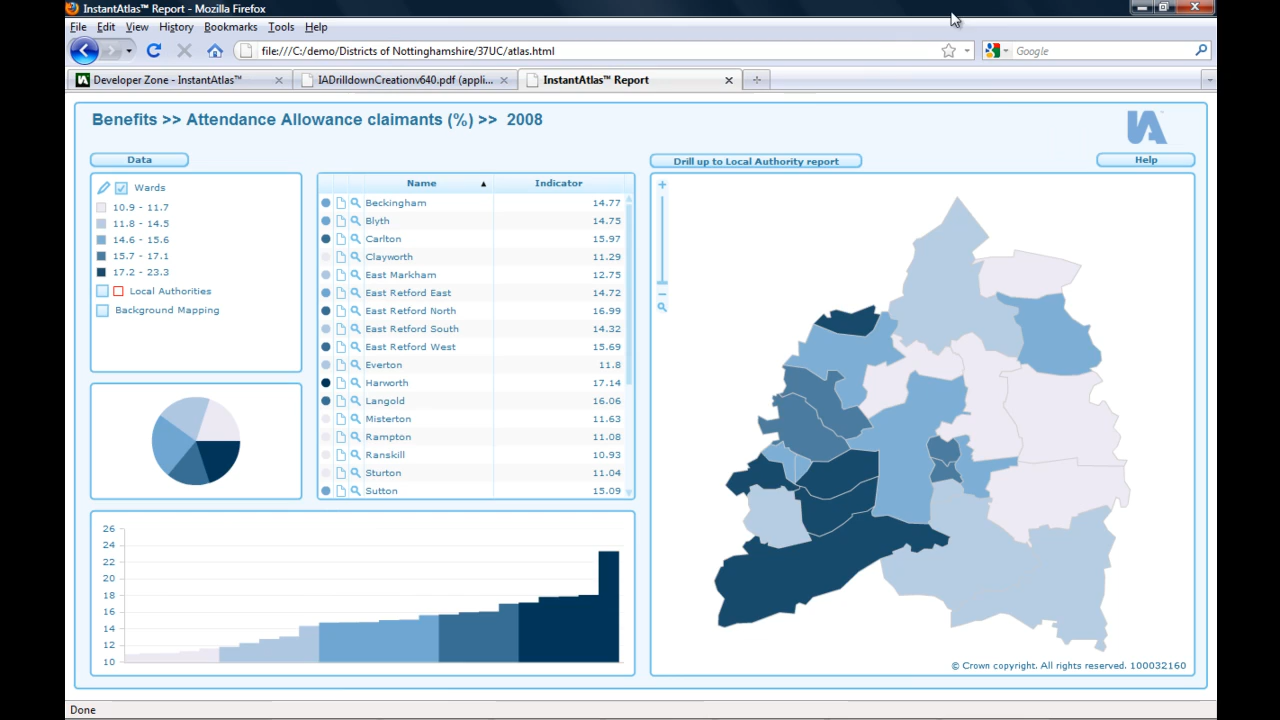 InstantAtlas™ Report - Mozilla Firefox
File Edit View History Bookmarks Tools Help
file:///C:/demo/Districts of Nottinghamshire/37UC/atlas.html
Google
Developer Zone - InstantAtlas™
IADrilldownCreationv640.pdf (appli...
InstantAtlas™ Report
Benefits >> Attendance Allowance claimants (%) >> 2008
IA
Data
Drill up to Local Authority report
Help
Wards
10.9 - 11.7
11.8 - 14.5
14.6 - 15.6
15.7 - 17.1
17.2 - 23.3
Local Authorities
Background Mapping
Name Indicator
Beckingham 14.77
Blyth 14.75
Carlton 15.97
Clayworth 11.29
East Markham 12.75
East Retford East 14.72
East Retford North 16.99
East Retford South 14.32
East Retford West 15.69
Everton 11.8
Harworth 17.14
Langold 16.06
Misterton 11.63
Rampton 11.08
Ranskill 10.93
Sturton 11.04
Sutton 15.09
26
24
22
20
18
16
14
12
10
© Crown copyright. All rights reserved. 100032160
Done